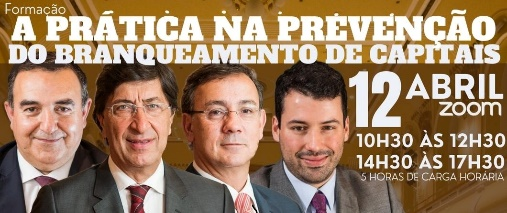 Formação
A PRÁTICA NA PREVENÇÃO
DO BRANQUEAMENTO DE CAPITAIS
12 ABRIL
zoom
10H30 ÀS 12H30
14H30 ÀS 17H30
5 HORAS DE CARGA HORÁRIA